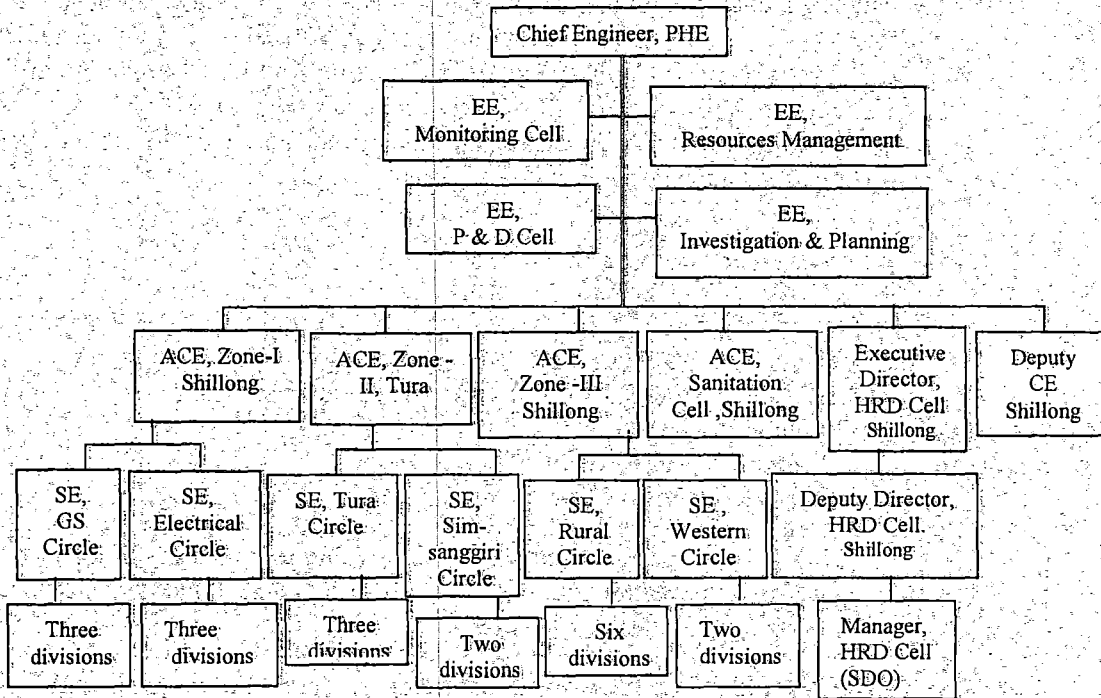 Chief Engineer, PHE
EE,
Monitoring Cell
EE,
Resources Management
EE,
P & D Cell
EE,
Investigation & Planning
ACE, Zone-I
Shillong
ACE, Zone -
II, Tura
ACE,
Zone -III
Shillong
ACE,
Sanitation
Cell ,Shillong
Executive
Director,
HRD Cell
Shillong
Deputy
CE
Shillong
SE,
GS
Circle
SE,
Electrical
Circle
SE, Tura
Circle
SE,
Sim-
sanggiri
Circle
SE,
Rural
Circle
SE ,
Western
Circle
Deputy Director,
HRD Cell.
Shillong
Three
divisions
Three
divisions
Three
divisions
Two
divisions
Six
divisions
Two
divisions
Manager,
HRD Cell
(SDO)